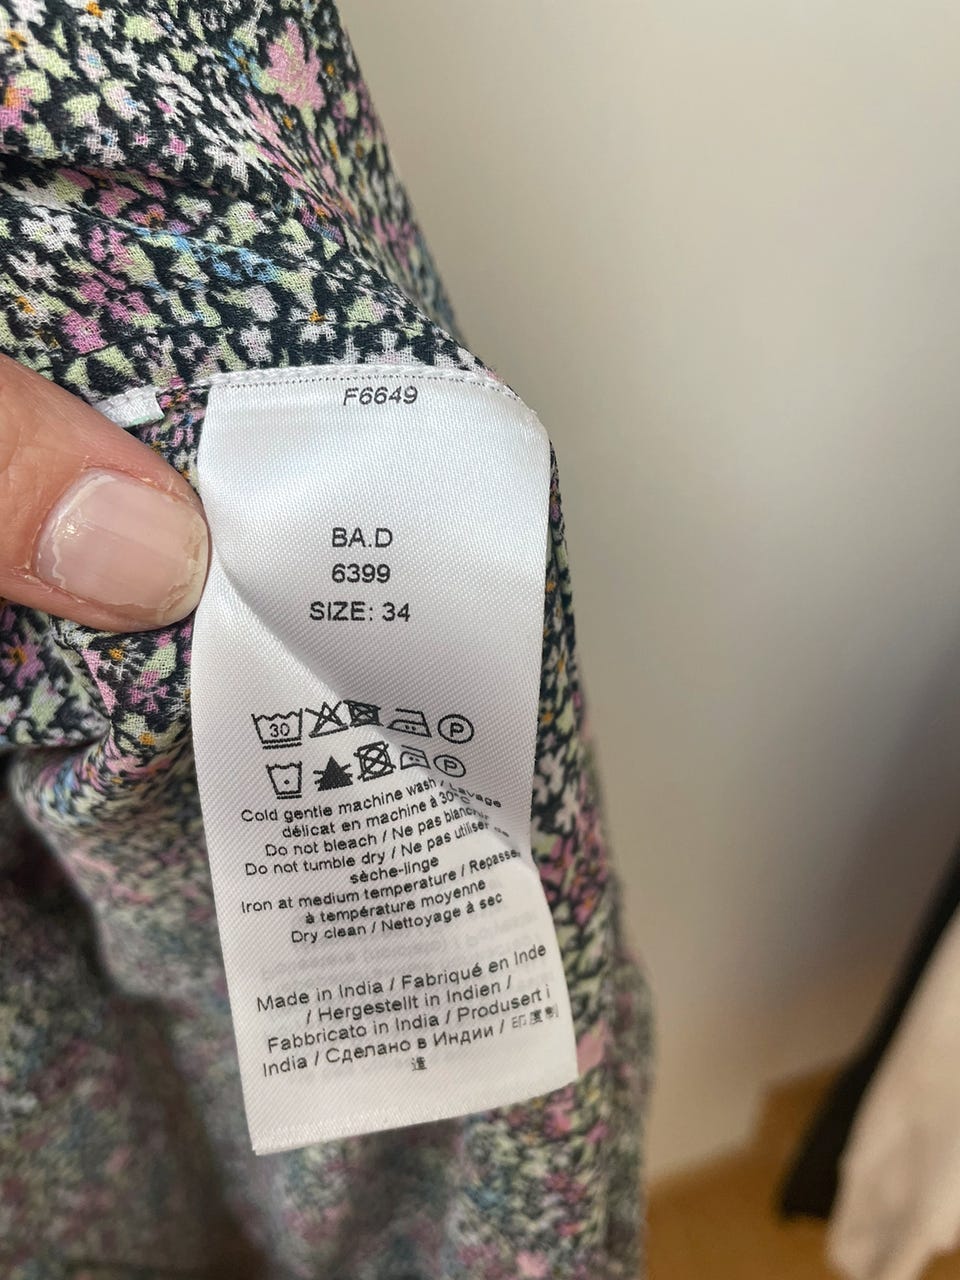 F6649
BA.D
6399
SIZE: 34
30
P
P
Cold gentle machine wash / Lavage
délicat en machine à 30°C
Do not bleach / Ne pas blanchir
Do not tumble dry / Ne pas utiliser de
sèche-linge
Iron at medium temperature / Repasser
à température moyenne
Dry clean / Nettoyage à sec
Made in India / Fabriqué en Inde
/ Hergestellt in Indien /
Fabbricato in India / Produsert i
India / Сделано в Индии / 印度制
造